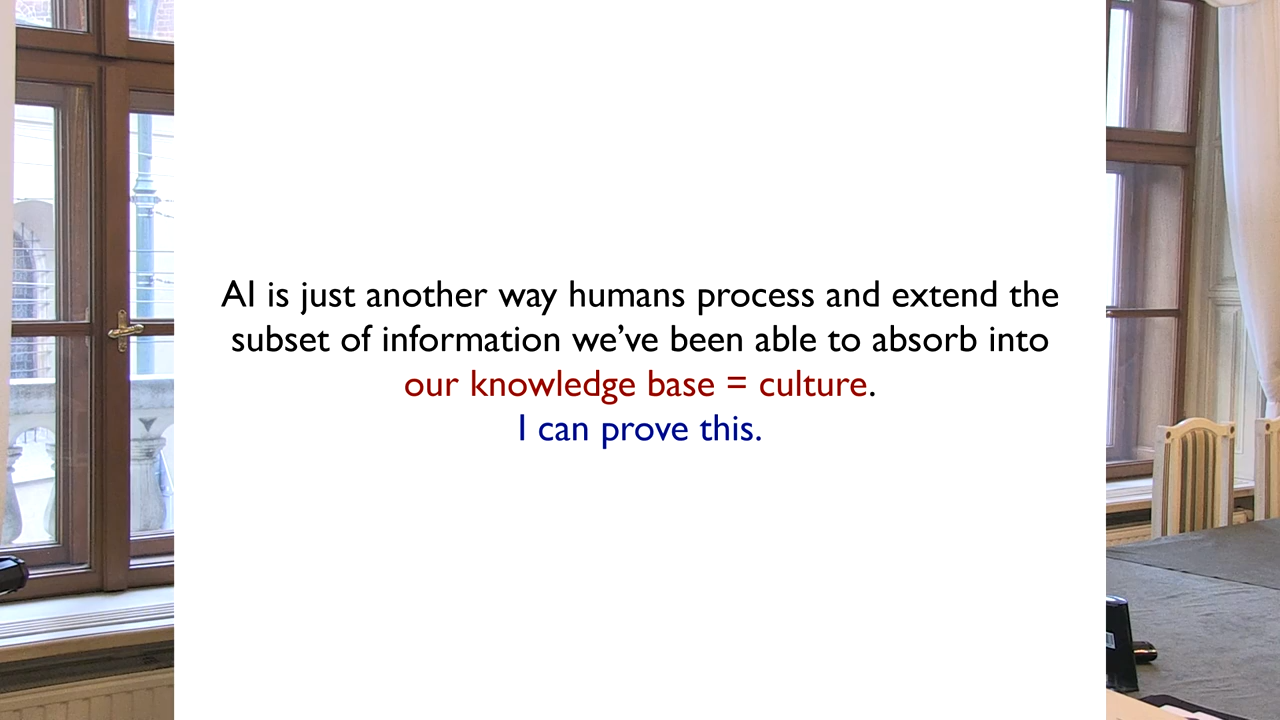 AI is just another way humans process and extend the
subset of information we’ve been able to absorb into
our knowledge base = culture.
I can prove this.